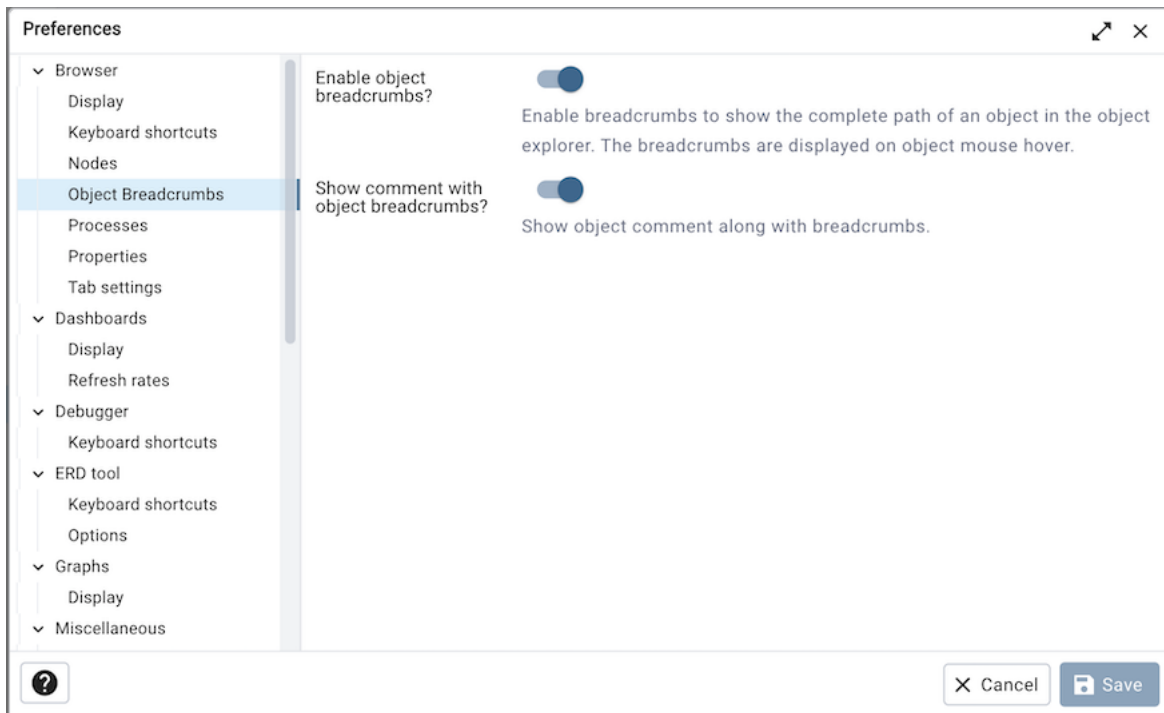 Preferences
Browser
Display
Keyboard shortcuts
Nodes
Object Breadcrumbs
Processes
Properties
Tab settings
Dashboards
Display
Refresh rates
Debugger
Keyboard shortcuts
ERD tool
Keyboard shortcuts
Options
Graphs
Display
Miscellaneous
Enable object
breadcrumbs?
Enable breadcrumbs to show the complete path of an object in the object
explorer. The breadcrumbs are displayed on object mouse hover.
Show comment with
object breadcrumbs?
Show object comment along with breadcrumbs.
?
Cancel
Save